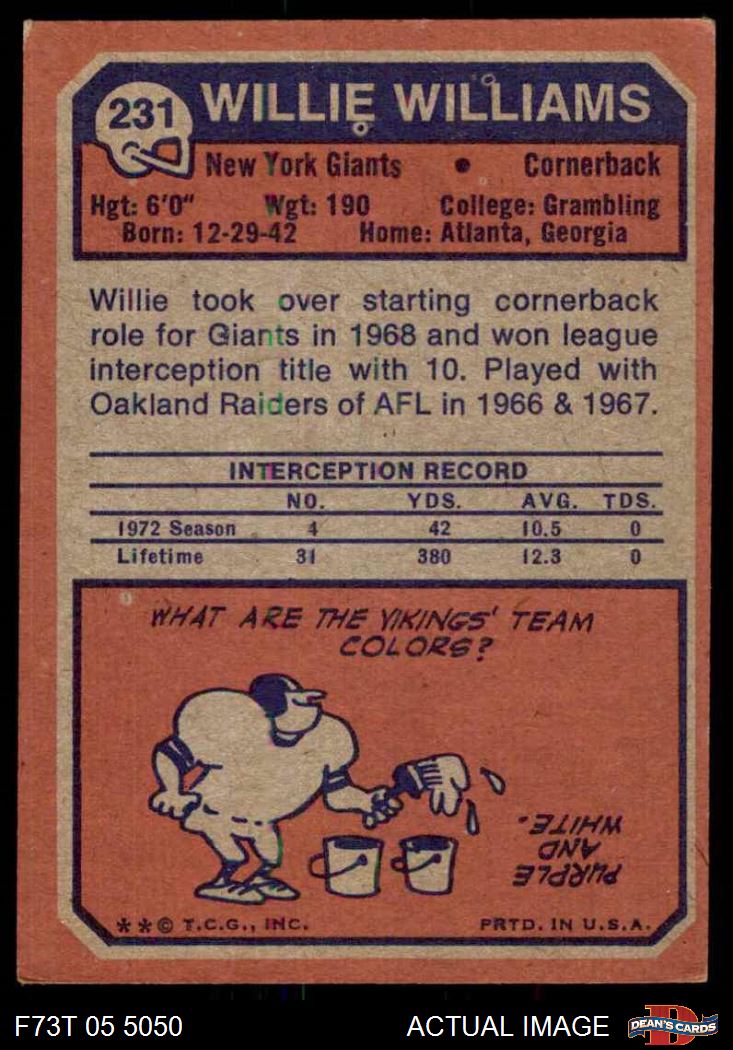 231 WILLIE WILLIAMS
New York Giants • Cornerback
Hgt: 6'0" Wgt: 190 College: Grambling
Born: 12-29-42 Home: Atlanta, Georgia
Willie took over starting cornerback
role for Giants in 1968 and won league
interception title with 10. Played with
Oakland Raiders of AFL in 1966 & 1967.
INTERCEPTION RECORD
NO. YDS. AVG. TDS.
1972 Season 4 42 10.5 0
Lifetime 31 380 12.3 0
WHAT ARE THE VIKINGS' TEAM
COLORS?
PURPLE
AND
WHITE.
**© T.C.G., INC. PRTD. IN U.S.A.
F73T 05 5050 ACTUAL IMAGE D DEAN'S CARDS